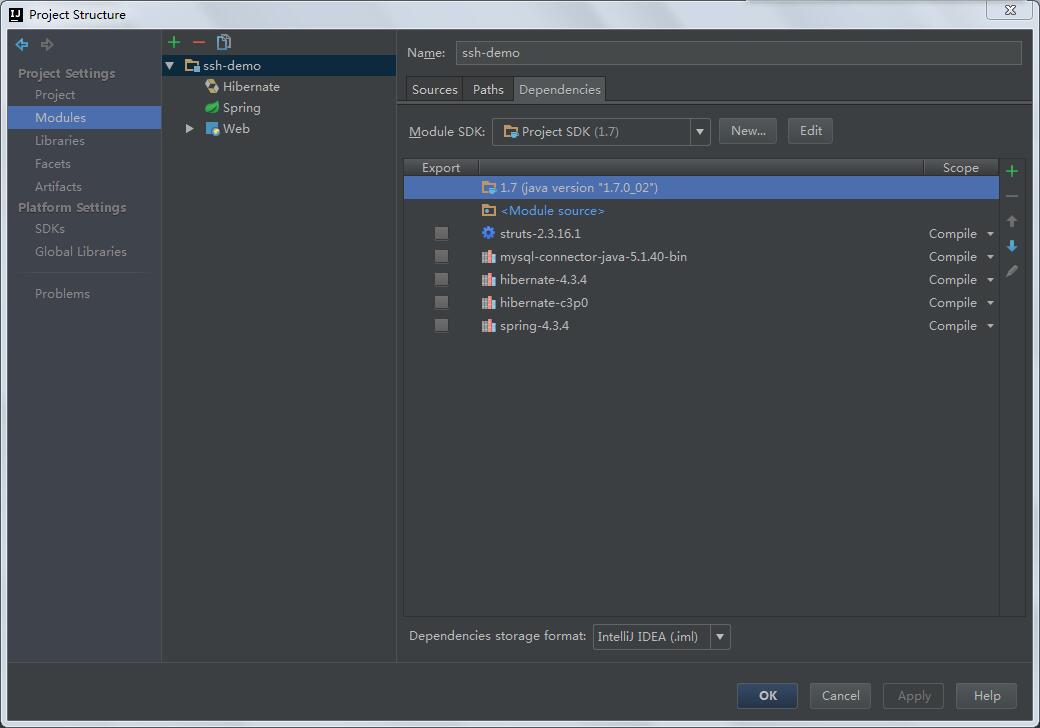 Project Structure
Project Settings
Project
Modules
Libraries
Facets
Artifacts
Platform Settings
SDKs
Global Libraries
Problems
ssh-demo
Hibernate
Spring
Web
Name: ssh-demo
Sources Paths Dependencies
Module SDK: Project SDK (1.7) New... Edit
Export Scope
1.7 (java version "1.7.0_02")
<Module source>
struts-2.3.16.1 Compile
mysql-connector-java-5.1.40-bin Compile
hibernate-4.3.4 Compile
hibernate-c3p0 Compile
spring-4.3.4 Compile
Dependencies storage format: IntelliJ IDEA (.iml)
OK Cancel Apply Help